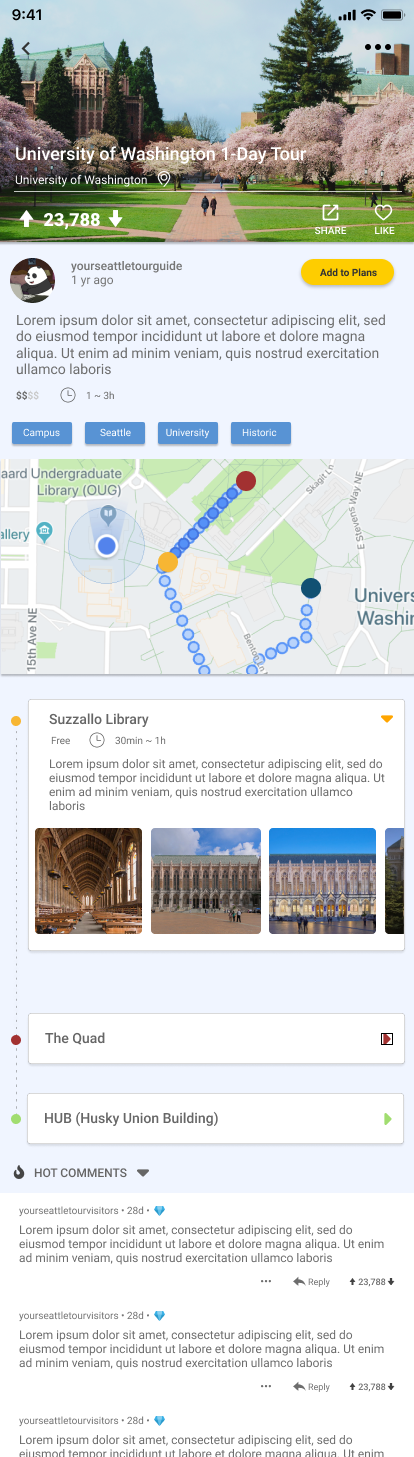 9:41
University of Washington 1-Day Tour
University of Washington
23,788
SHARE
LIKE
yourseattletourguide
1 yr ago
Add to Plans
Lorem ipsum dolor sit amet, consectetur adipiscing elit, sed
do eiusmod tempor incididunt ut labore et dolore magna
aliqua. Ut enim ad minim veniam, quis nostrud exercitation
ullamco laboris
$$$$ 1 ~ 3h
Campus
Seattle
University
Historic
aard Undergraduate
Library (OUG)
allery
15th Ave NE
Skagit Ln
E Stevens Way NE
Benton Ln N
Univers
Washin
Suzzallo Library
Free 30min ~ 1h
Lorem ipsum dolor sit amet, consectetur adipiscing elit, sed do
eiusmod tempor incididunt ut labore et dolore magna aliqua. Ut
enim ad minim veniam, quis nostrud exercitation ullamco
laboris
The Quad
HUB (Husky Union Building)
HOT COMMENTS
yourseattletourvisitors • 28d •
Lorem ipsum dolor sit amet, consectetur adipiscing elit, sed do
eiusmod tempor incididunt ut labore et dolore magna aliqua. Ut enim
ad minim veniam, quis nostrud exercitation ullamco laboris
... Reply 23,788
yourseattletourvisitors • 28d •
Lorem ipsum dolor sit amet, consectetur adipiscing elit, sed do
eiusmod tempor incididunt ut labore et dolore magna aliqua. Ut enim
ad minim veniam, quis nostrud exercitation ullamco laboris
... Reply 23,788
yourseattletourvisitors • 28d •
Lorem ipsum dolor sit amet, consectetur adipiscing elit, sed do
eiusmod tempor incididunt ut labore et dolore magna aliqua. Ut enim